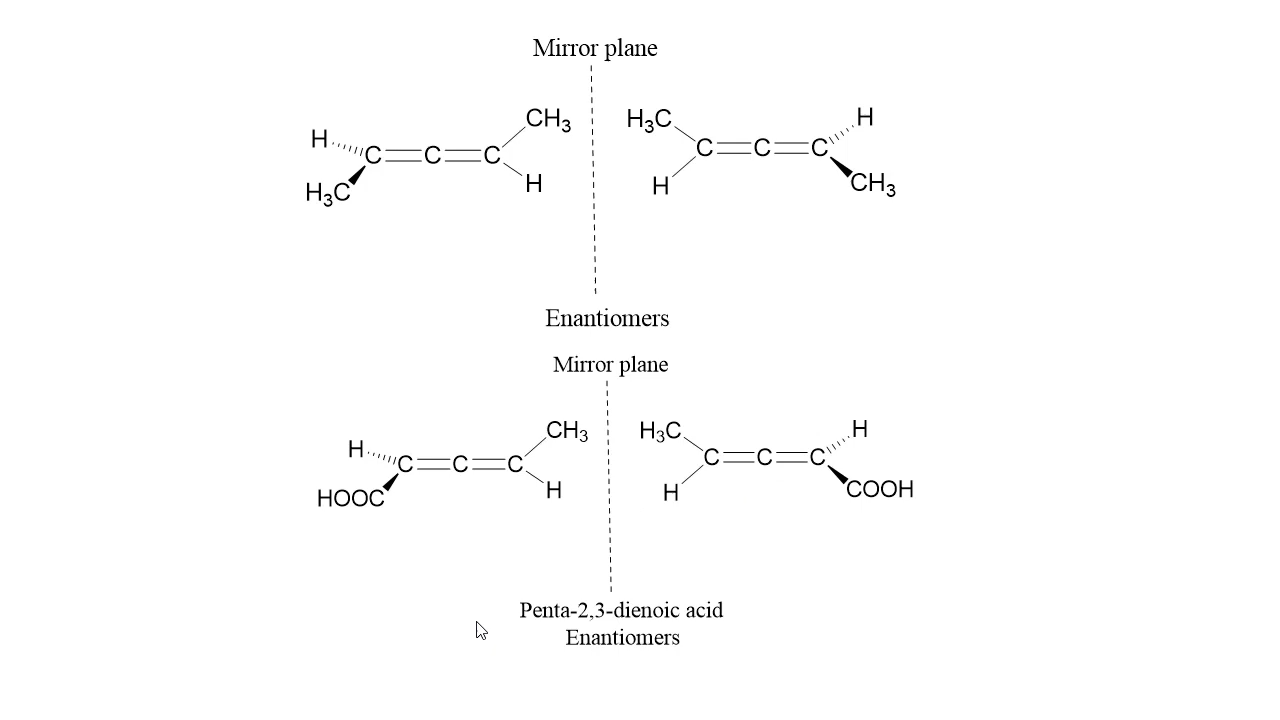 Mirror plane
CH₃ H₃C H
H
C C C C C C
H₃C H H CH₃
Enantiomers
Mirror plane
CH₃ H₃C H
H
C C C C C C
HOOC H H COOH
Penta-2,3-dienoic acid
Enantiomers